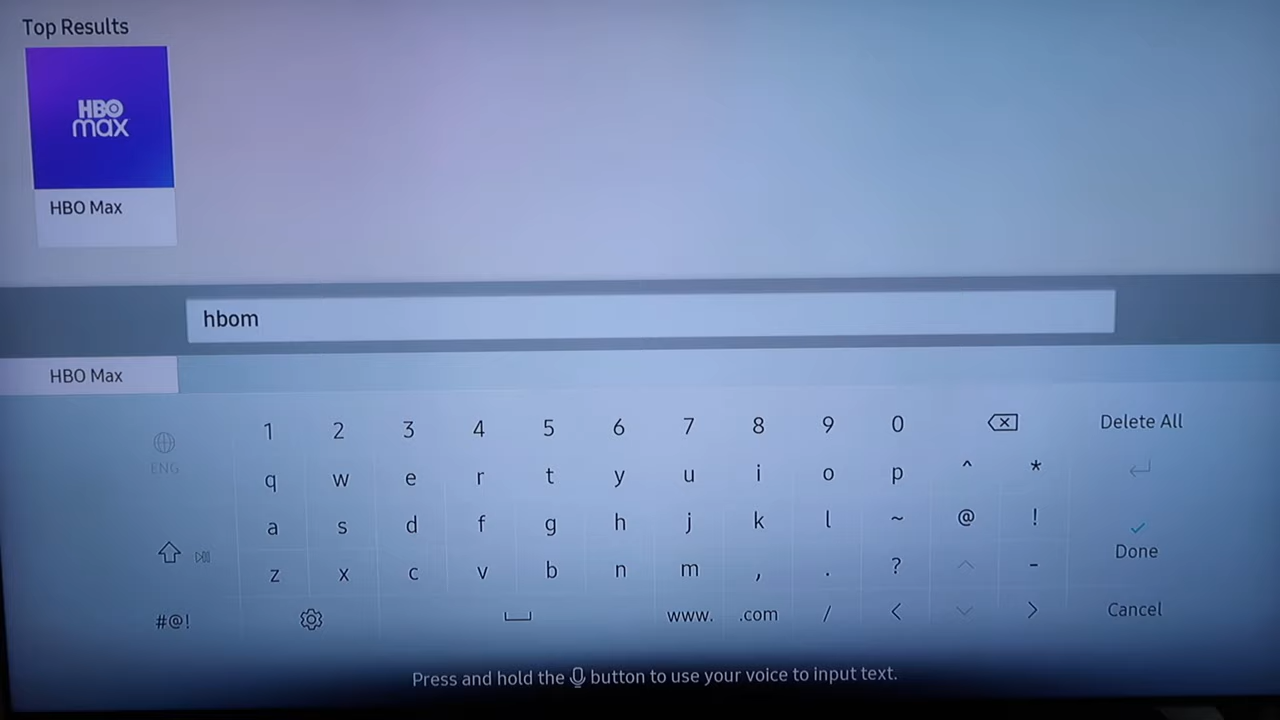 Top Results
HBO
max
HBO Max
hbom
HBO Max
1 2 3 4 5 6 7 8 9 0 Delete All
ENG
q w e r t y u i o p ^ *
a s d f g h j k l ~ @ !
z x c v b n m , . ? ^ - Done
#@! www. .com / < > Cancel
Press and hold the button to use your voice to input text.